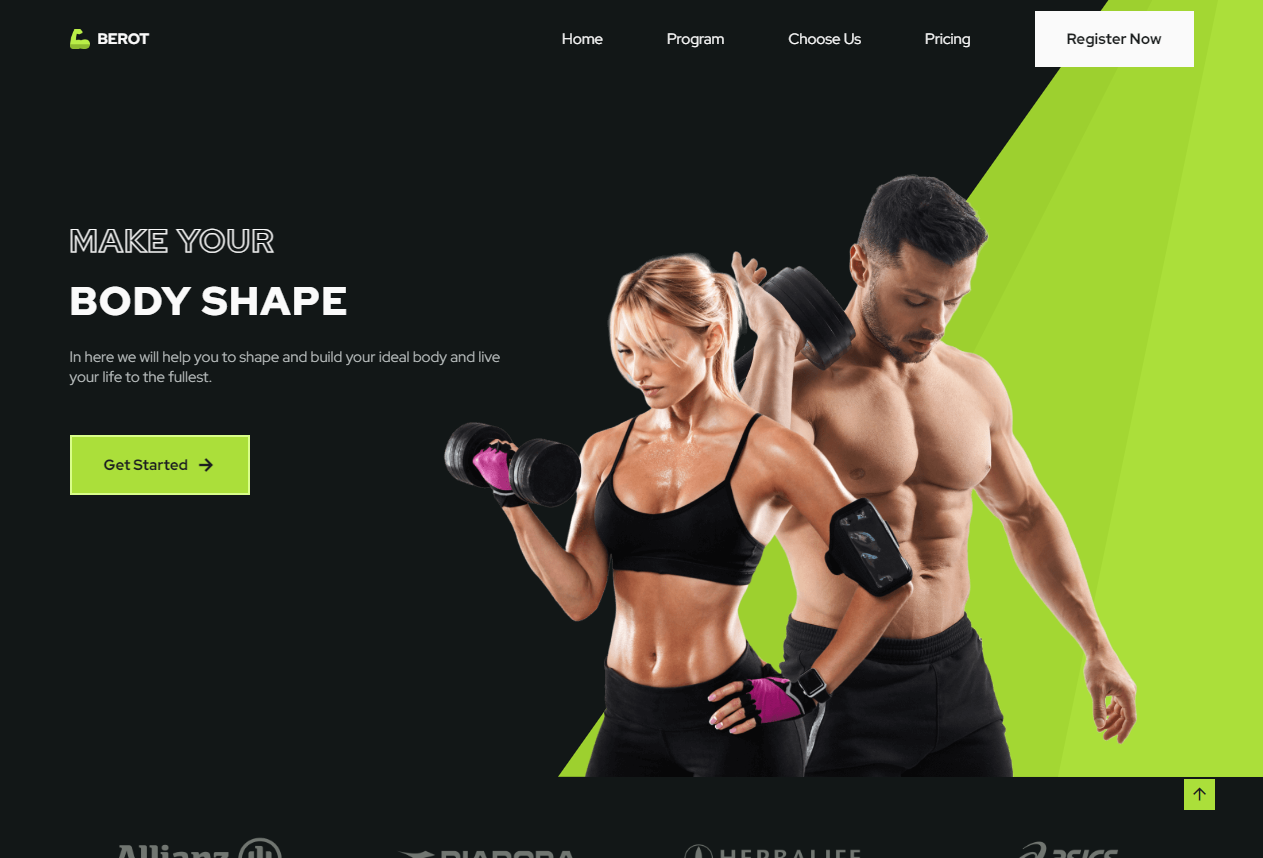 BEROT
Home
Program
Choose Us
Pricing
Register Now
MAKE YOUR
BODY SHAPE
In here we will help you to shape and build your ideal body and live
your life to the fullest.
Get Started
Allianz
DIADORA
HERBALIFE
ASICS